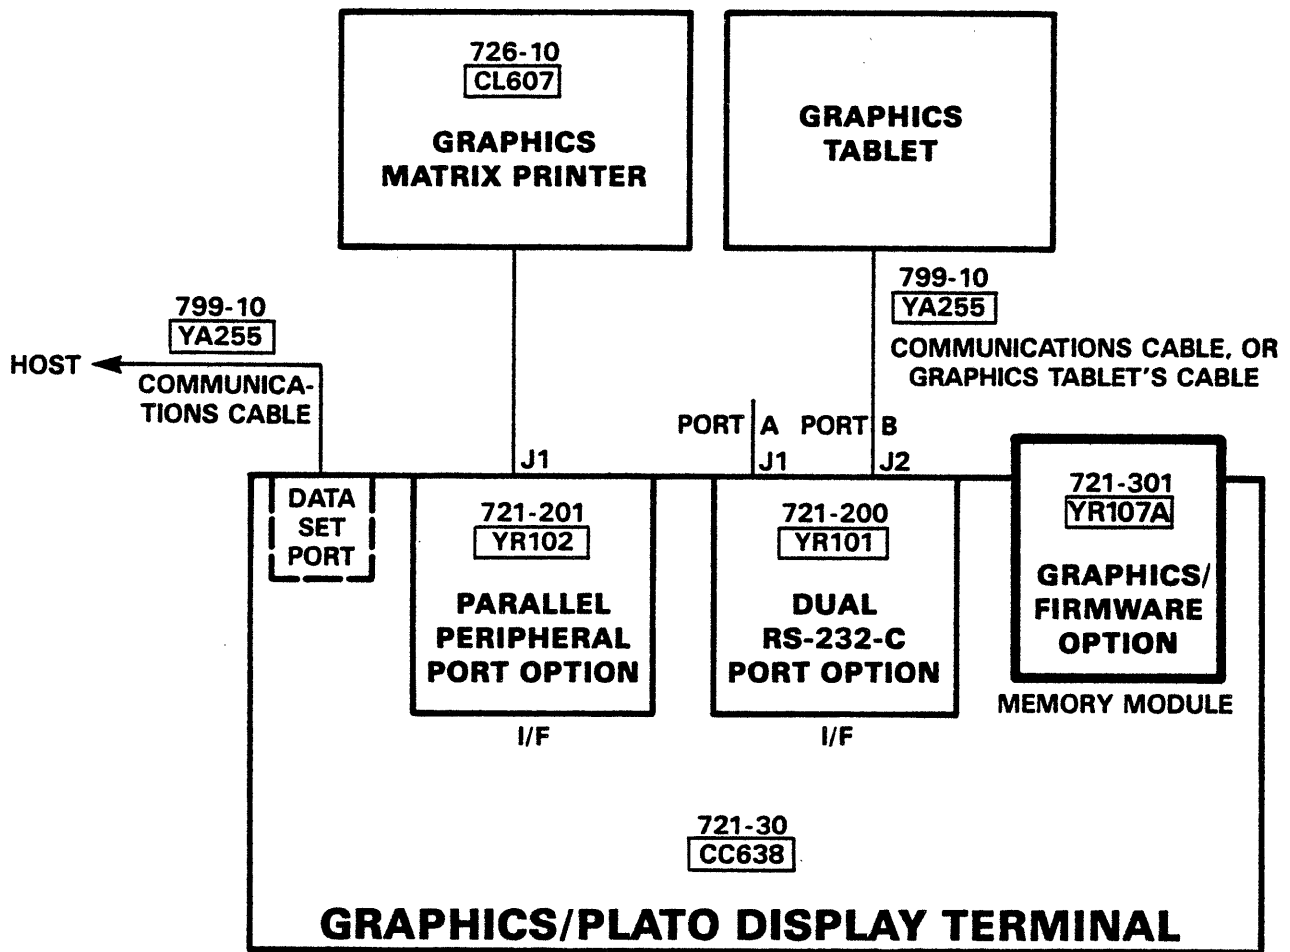 726-10
CL607
GRAPHICS
MATRIX PRINTER
GRAPHICS
TABLET
799-10
YA255
HOST
COMMUNICA-
TIONS CABLE
799-10
YA255
COMMUNICATIONS CABLE, OR
GRAPHICS TABLET'S CABLE
PORT A PORT B
J1
J1
J2
DATA
SET
PORT
721-201
YR102
PARALLEL
PERIPHERAL
PORT OPTION
I/F
721-200
YR101
DUAL
RS-232-C
PORT OPTION
I/F
721-301
YR107A
GRAPHICS/
FIRMWARE
OPTION
MEMORY MODULE
721-30
CC638
GRAPHICS/PLATO DISPLAY TERMINAL